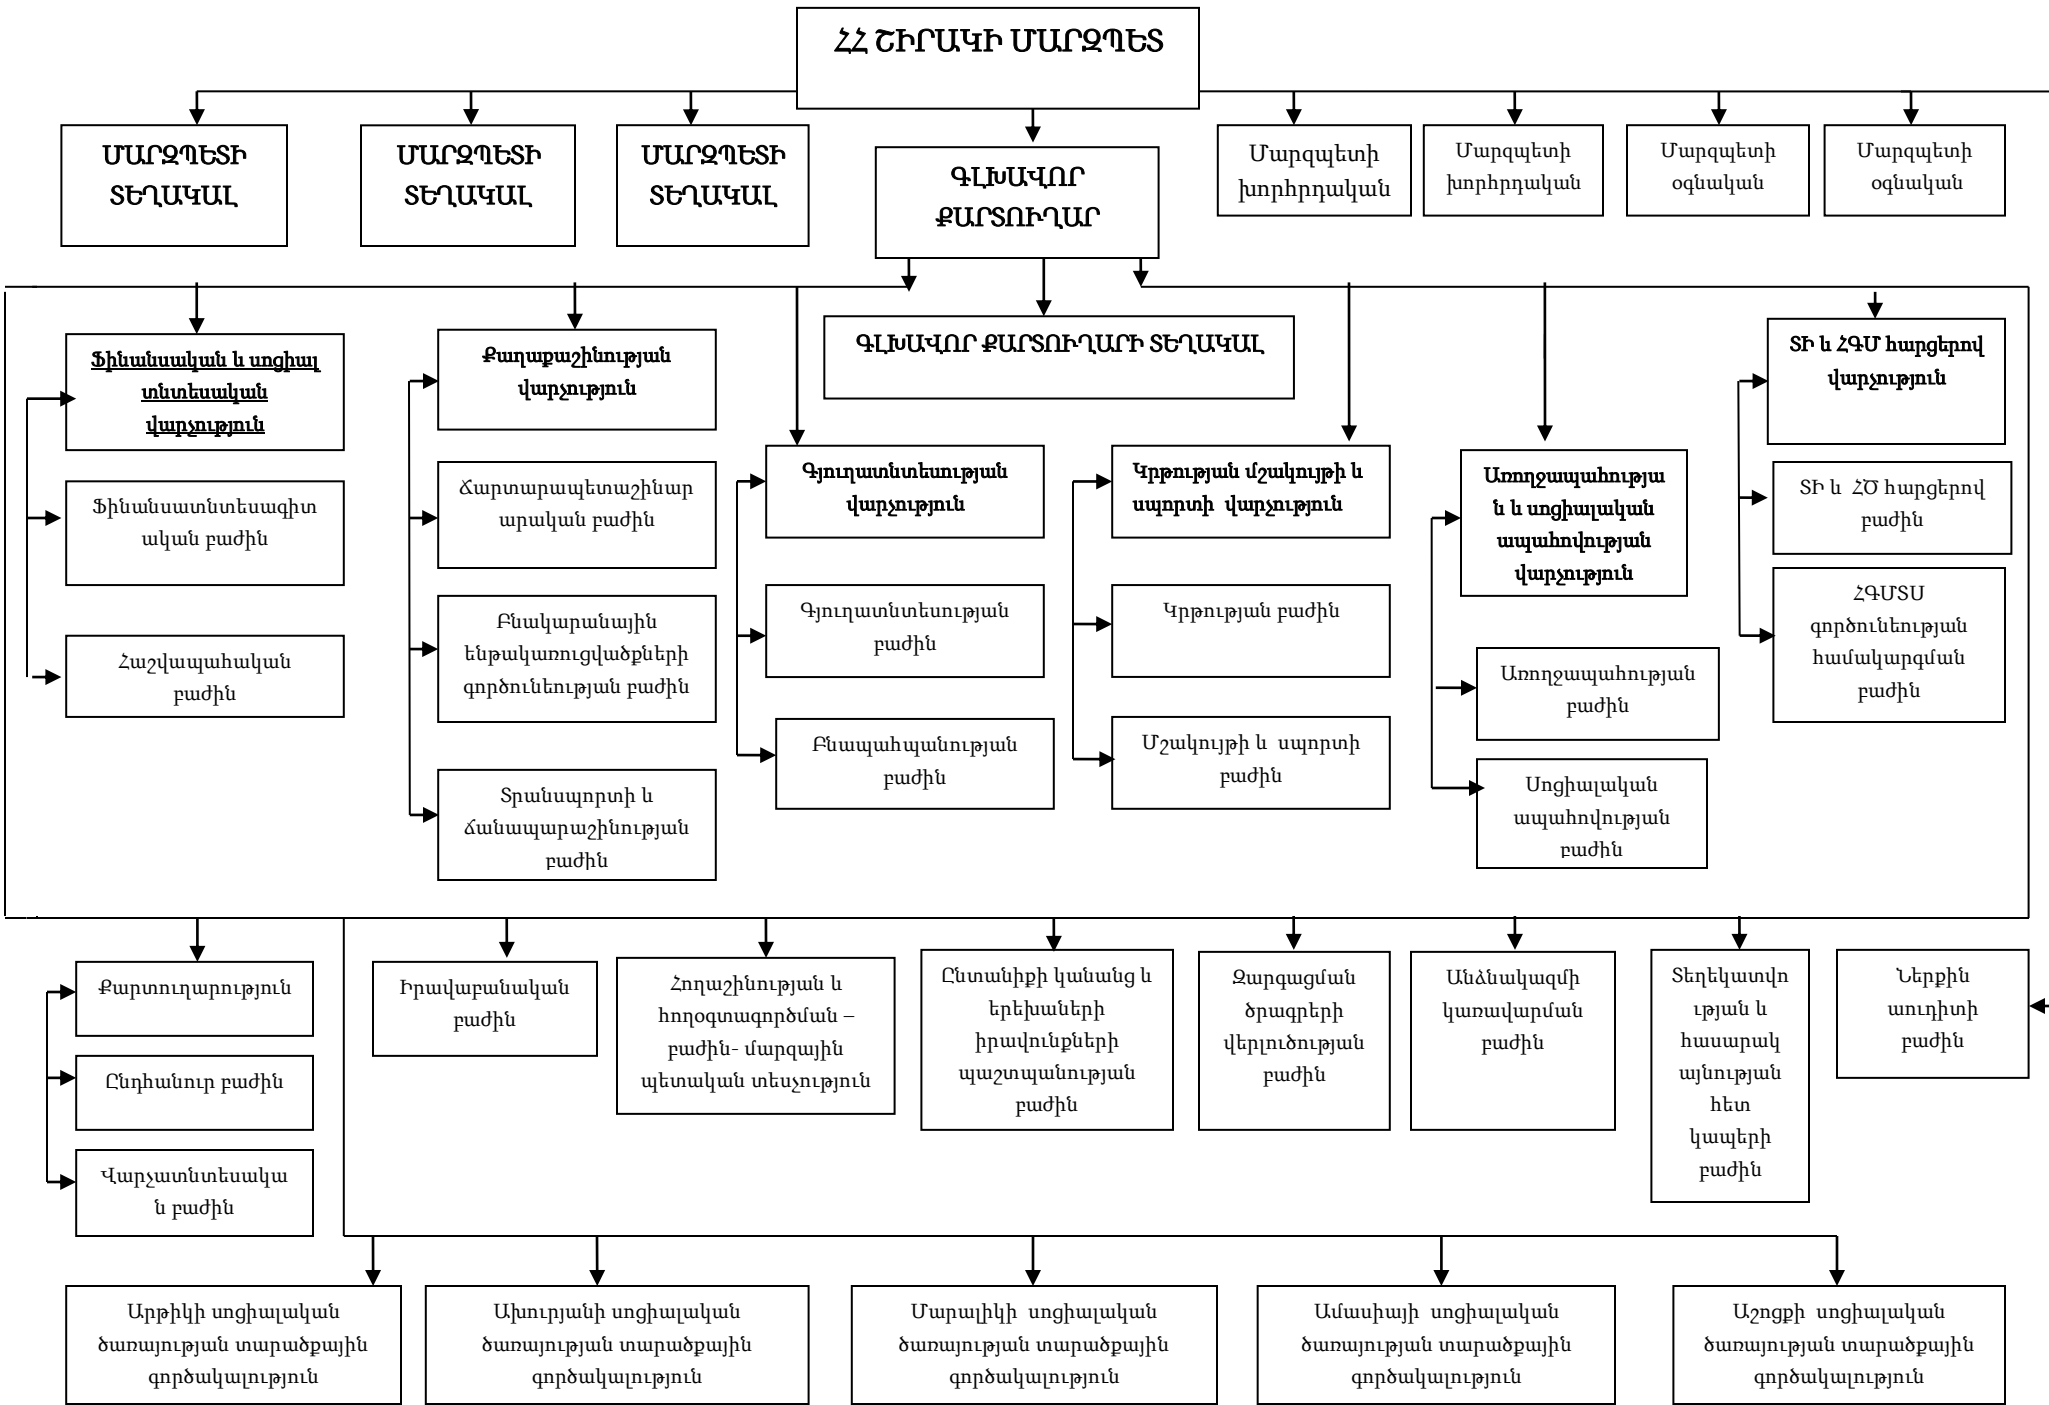 ՀՀ ՇԻՐԱԿԻ ՄԱՐԶՊԵՏ
ՄԱՐԶՊԵՏԻ
ՏԵՂԱԿԱԼ
ՄԱՐԶՊԵՏԻ
ՏԵՂԱԿԱԼ
ՄԱՐԶՊԵՏԻ
ՏԵՂԱԿԱԼ
ԳԼԽԱՎՈՐ
ՔԱՐՏՈՒՂԱՐ
Մարզպետի
խորհրդական
Մարզպետի
խորհրդական
Մարզպետի
օգնական
Մարզպետի
օգնական
ԳԼԽԱՎՈՐ ՔԱՐՏՈՒՂԱՐԻ ՏԵՂԱԿԱԼ
Ֆինանսական և սոցիալ
տնտեսական
վարչություն
Ֆինանսատնտեսագիտ
ական բաժին
Հաշվապահական
բաժին
Քաղաքաշինության
վարչություն
Ճարտարապետաշինար
արական բաժին
Բնակարանային
ենթակառուցվածքների
գործունեության բաժին
Տրանսպորտի և
ճանապարաշինության
բաժին
Գյուղատնտեսության
վարչություն
Գյուղատնտեսության
բաժին
Բնապահպանության
բաժին
Կրթության մշակույթի և
սպորտի վարչություն
Կրթության բաժին
Մշակույթի և սպորտի
բաժին
Առողջապահությա
ն և սոցիալական
ապահովության
վարչություն
Առողջապահության
բաժին
Սոցիալական
ապահովության
բաժին
ՏԻ և ՀԳՄ հարցերով
վարչություն
ՏԻ և ՀԾ հարցերով
բաժին
ՀԳՄՏՍ
գործունեության
համակարգման
բաժին
Քարտուղարություն
Ընդհանուր բաժին
Վարչատնտեսակա
ն բաժին
Իրավաբանական
բաժին
Հողաշինության և
հողօգտագործման –
բաժին- մարզային
պետական տեսչություն
Ընտանիքի կանանց և
երեխաների
իրավունքների
պաշտպանության
բաժին
Զարգացման
ծրագրերի
վերլուծության
բաժին
Անձնակազմի
կառավարման
բաժին
Տեղեկատվո
ւթյան և
հասարակ
այնության
հետ
կապերի
բաժին
Ներքին
աուդիտի
բաժին
Արթիկի սոցիալական
ծառայության տարածքային
գործակալություն
Ախուրյանի սոցիալական
ծառայության տարածքային
գործակալություն
Մարալիկի սոցիալական
ծառայության տարածքային
գործակալություն
Ամասիայի սոցիալական
ծառայության տարածքային
գործակալություն
Աշոցքի սոցիալական
ծառայության տարածքային
գործակալություն